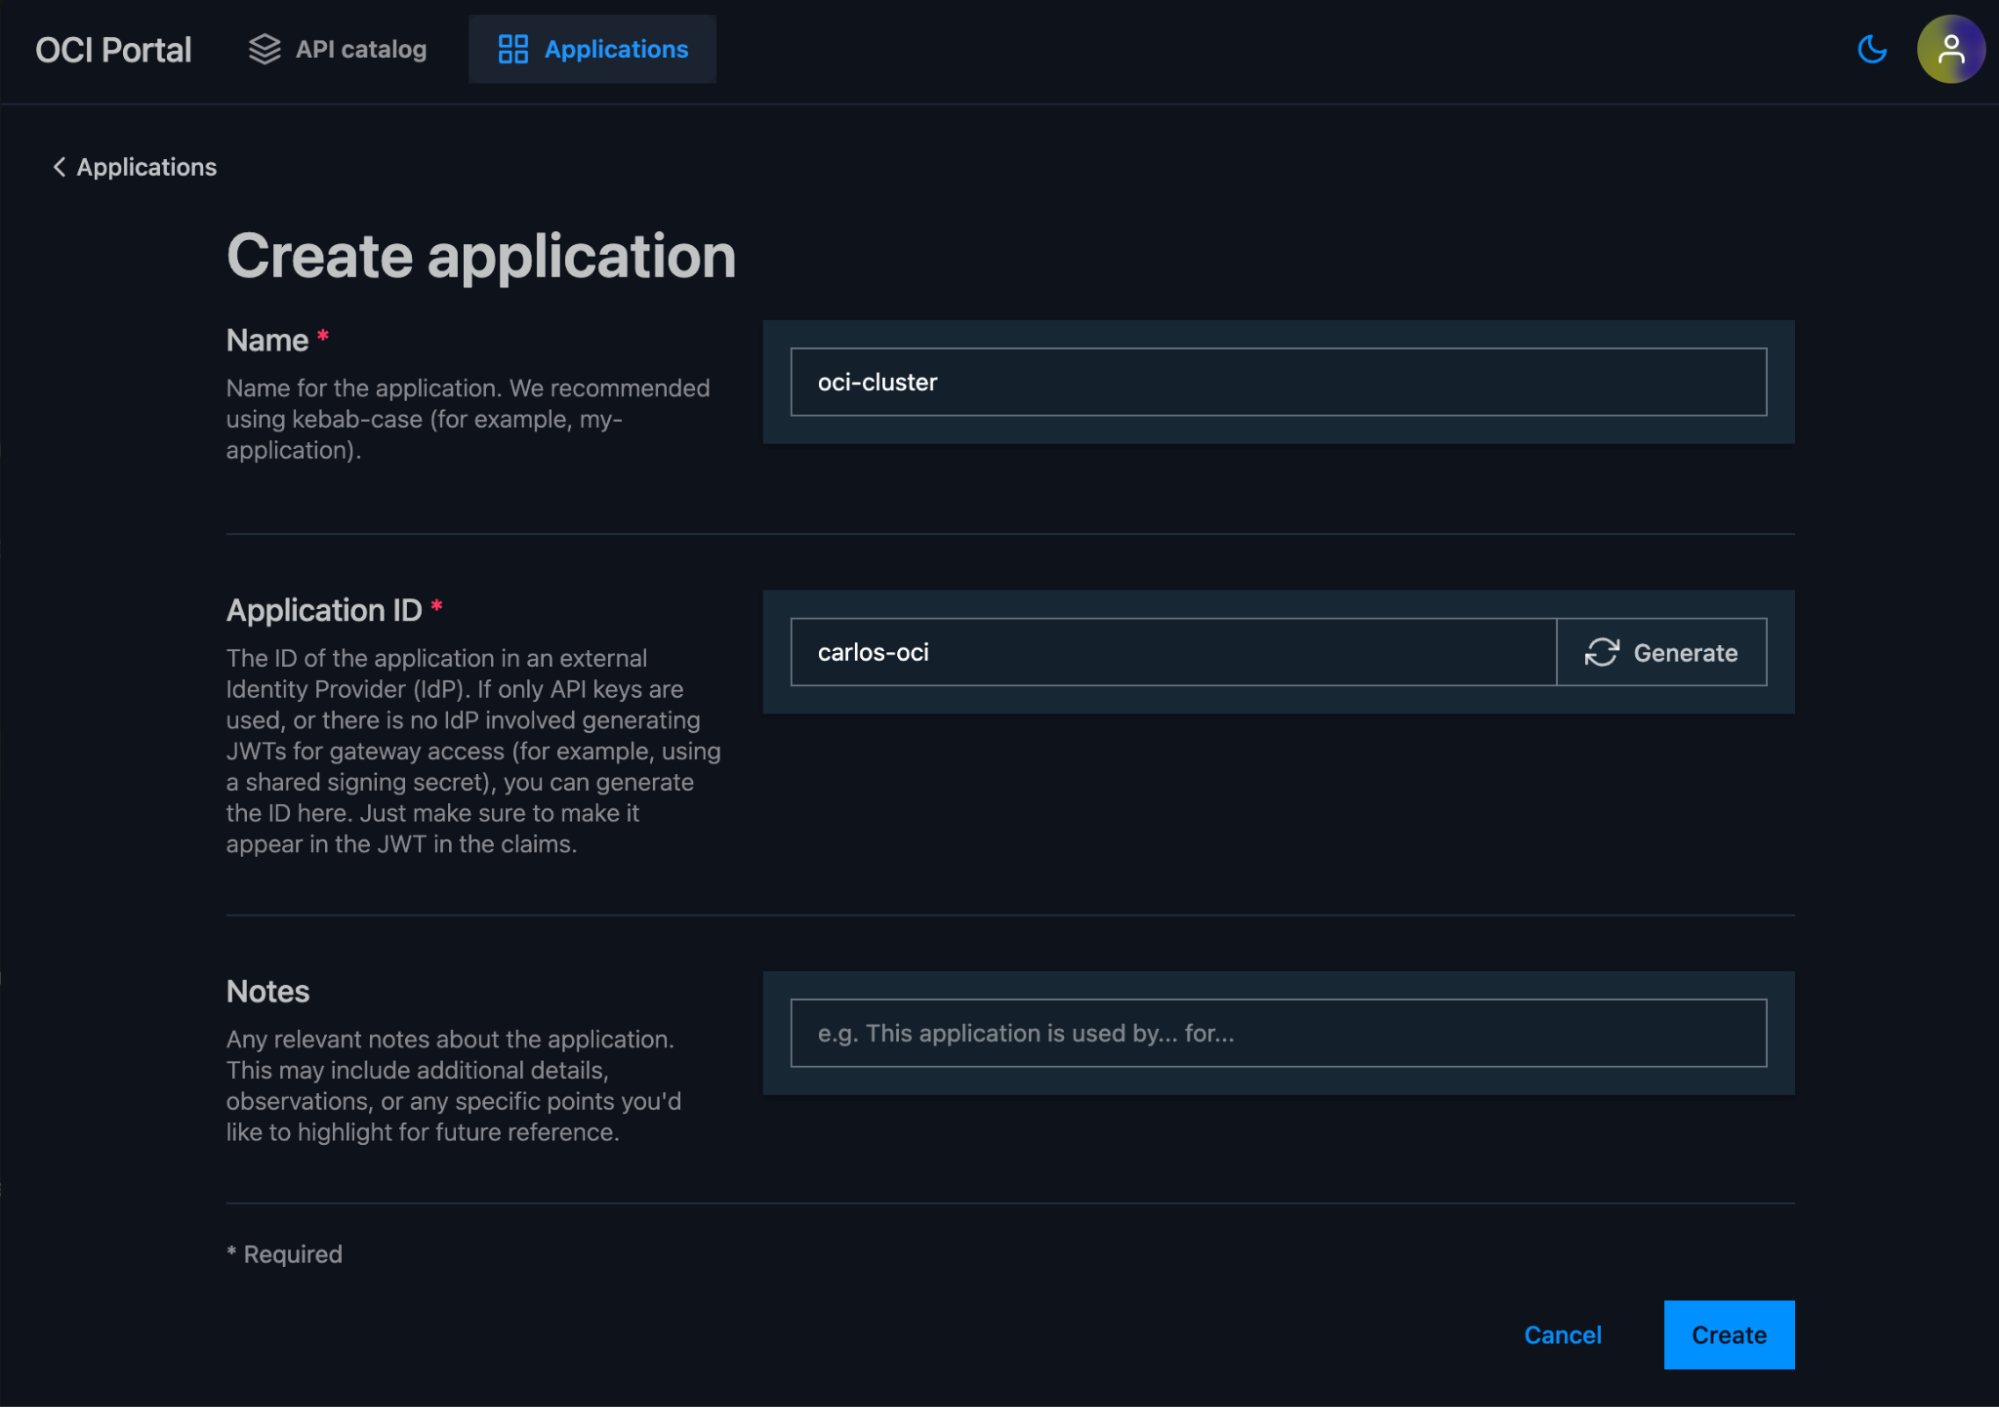 OCI Portal
API catalog
Applications
Applications
Create application
Name *
Name for the application. We recommended
using kebab-case (for example, my-
application).
oci-cluster
Application ID *
The ID of the application in an external
Identity Provider (IdP). If only API keys are
used, or there is no IdP involved generating
JWTs for gateway access (for example, using
a shared signing secret), you can generate
the ID here. Just make sure to make it
appear in the JWT in the claims.
carlos-oci
Generate
Notes
Any relevant notes about the application.
This may include additional details,
observations, or any specific points you'd
like to highlight for future reference.
e.g. This application is used by... for...
* Required
Cancel
Create